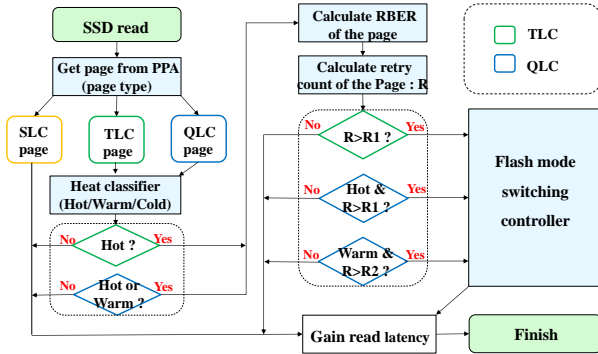 SSD read
Get page from PPA
(page type)
SLC
page
TLC
page
QLC
page
Heat classifier
(Hot/Warm/Cold)
No
Hot ?
Yes
No
Hot or
Warm ?
Yes
Calculate RBER
of the page
Calculate retry
count of the Page : R
No
R>R1 ?
Yes
No
Hot &
R>R1 ?
Yes
No
Warm &
R>R2 ?
Yes
TLC
QLC
Flash mode
switching
controller
Gain read latency
Finish